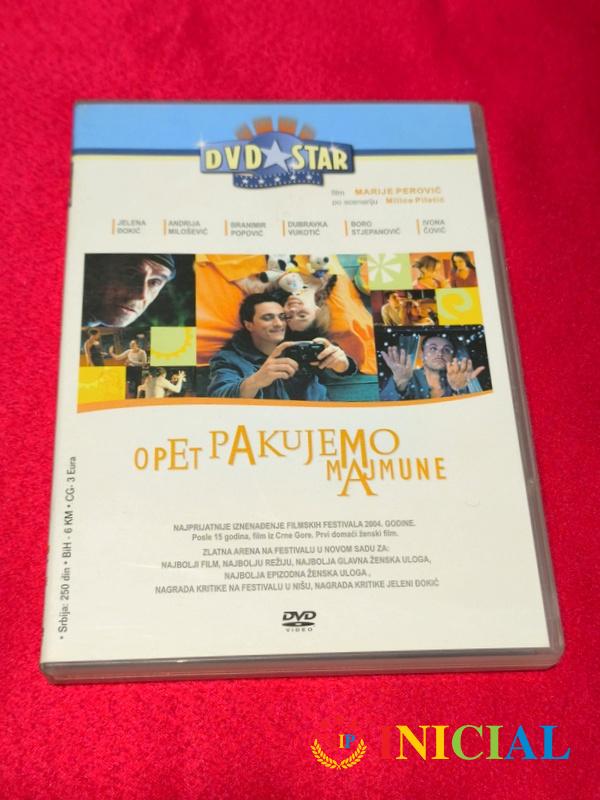 DVD STAR
film MARIJE PEROVIĆ
po scenariju Milice Piletić
JELENA ĐOKIĆ
ANDRIJA MILOŠEVIĆ
BRANIMIR POPOVIĆ
DUBRAVKA VUKOTIĆ
BORO STJEPANOVIĆ
IVONA ČOVIĆ
OPET PAKUJEMO
MAJMUNE
NAJPRIJATNIJE IZNENAĐENJE FILMSKIH FESTIVALA 2004. GODINE.
Posle 15 godina, film iz Crne Gore. Prvi domaći ženski film.
ZLATNA ARENA NA FESTIVALU U NOVOM SADU ZA:
NAJBOLJI FILM, NAJBOLJU REŽIJU, NAJBOLJA GLAVNA ŽENSKA ULOGA,
NAJBOLJA EPIZODNA ŽENSKA ULOGA ,
NAGRADA KRITIKE NA FESTIVALU U NIŠU, NAGRADA KRITIKE JELENI ĐOKIĆ
DVD
VIDEO
• Srbija: 250 din • BiH - 6 KM • CG- 3 Eura
IP INICIAL